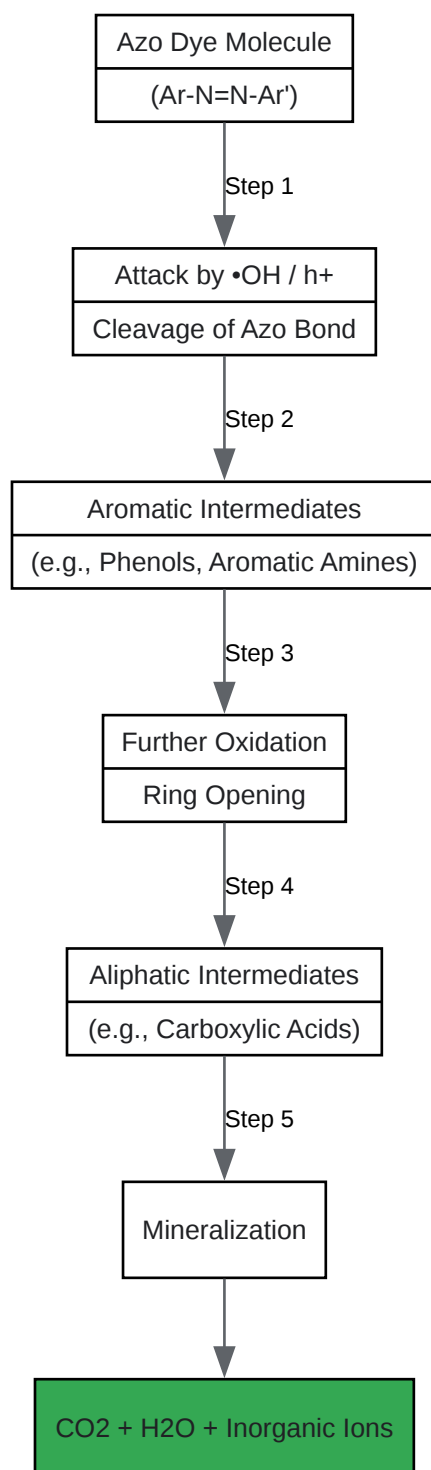 Azo Dye Molecule
(Ar-N=N-Ar')
Step 1
Attack by •OH / h+
Cleavage of Azo Bond
Step 2
Aromatic Intermediates
(e.g., Phenols, Aromatic Amines)
Step 3
Further Oxidation
Ring Opening
Step 4
Aliphatic Intermediates
(e.g., Carboxylic Acids)
Step 5
Mineralization
CO2 + H2O + Inorganic Ions